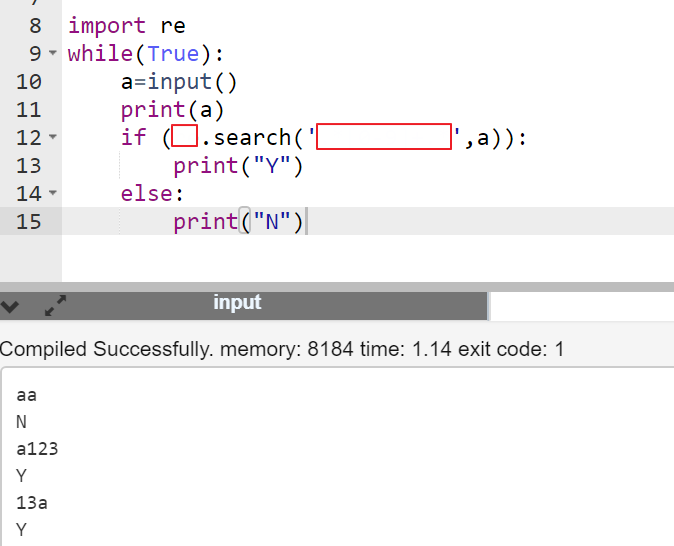 8 import re
9 while(True):
10 a=input()
11 print(a)
12 if ( .search(' ',a)):
13 print("Y")
14 else:
15 print("N")
input
Compiled Successfully. memory: 8184 time: 1.14 exit code: 1
aa
N
a123
Y
13a
Y